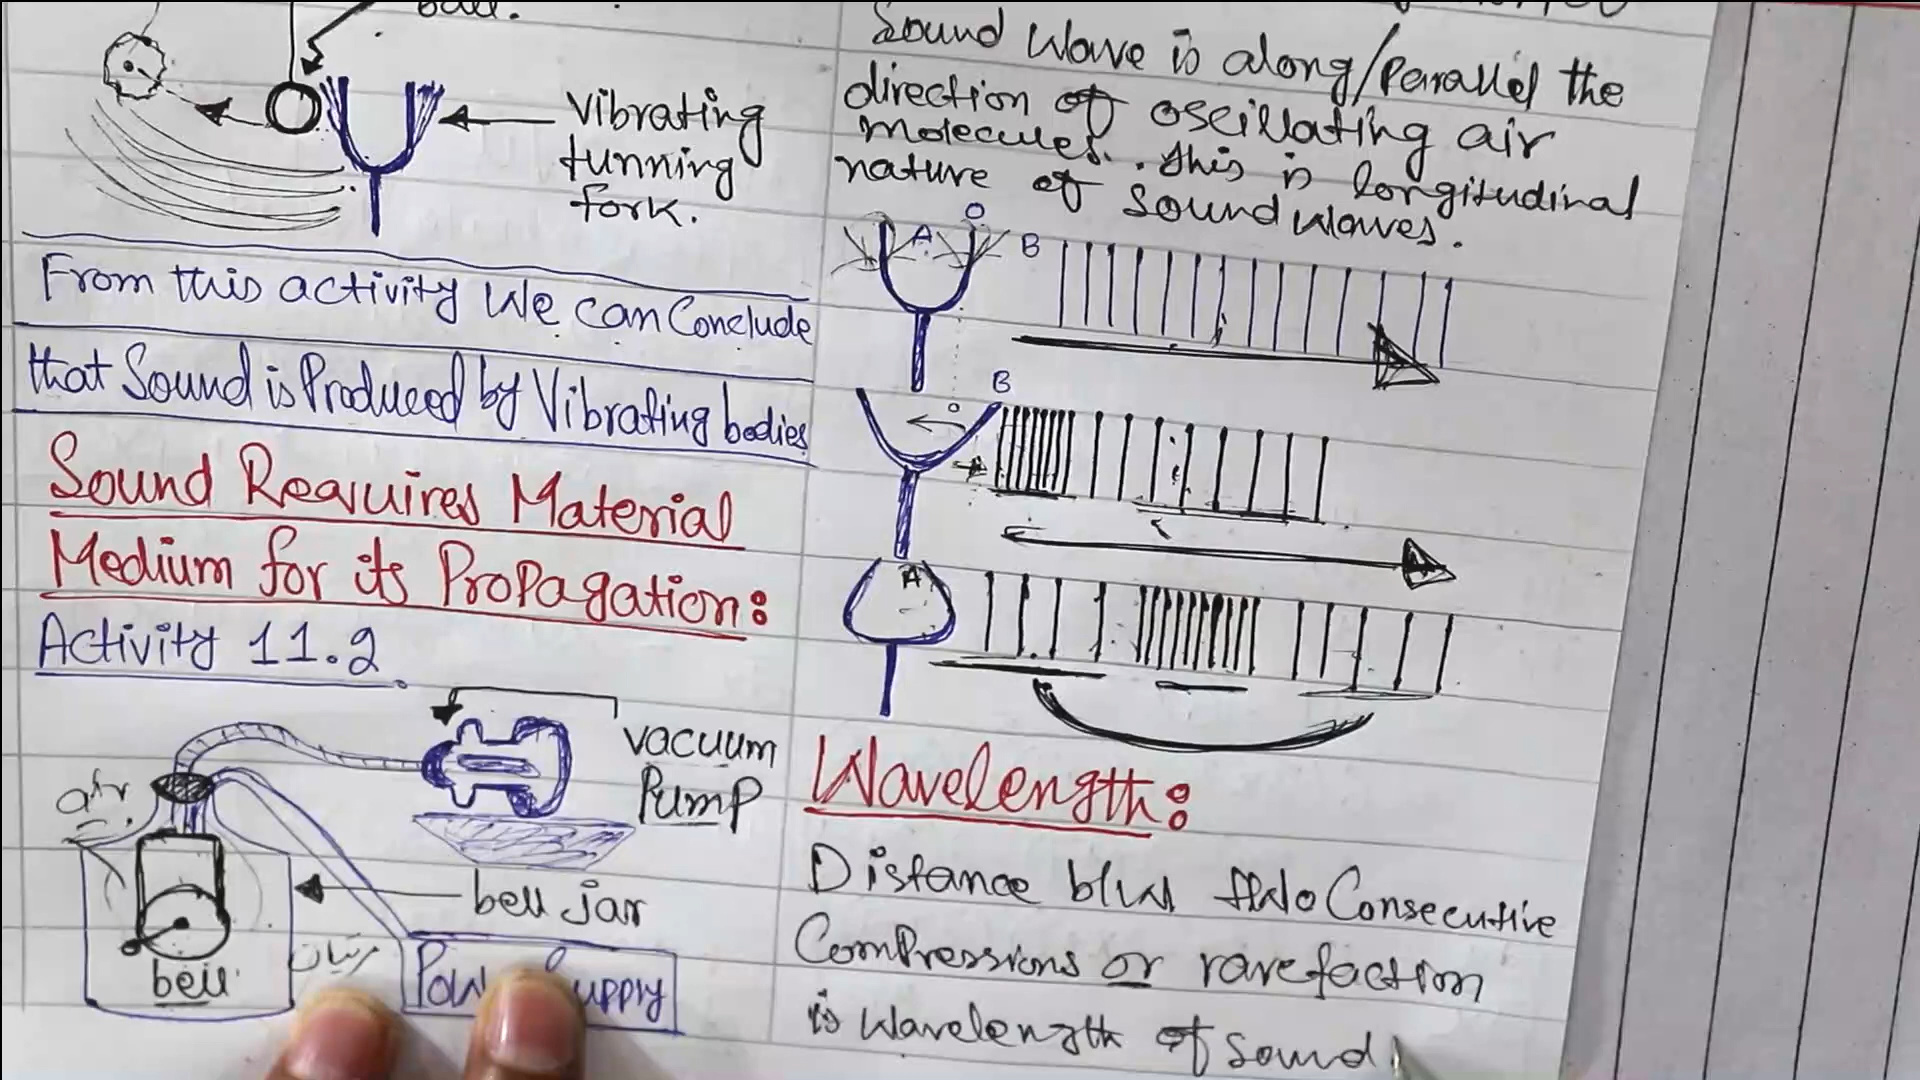 ball.
Vibrating
tunning
fork.
From this activity we can Conclude
that Sound is Produced by Vibrating bodies
Sound Reavuires Material
Medium for its Propagation:
Activity 11.2
vacuum
Pump
air
bell jar
bell
Supply
Sound Wave is along/Parallel the
direction of oscillating air
molecules. this is longitudinal
nature of Sound waves.
O
A
B
B
o
A
Wavelength:
Distance b/w two Consecutive
Compressions or rarefaction
is wavelength of sound